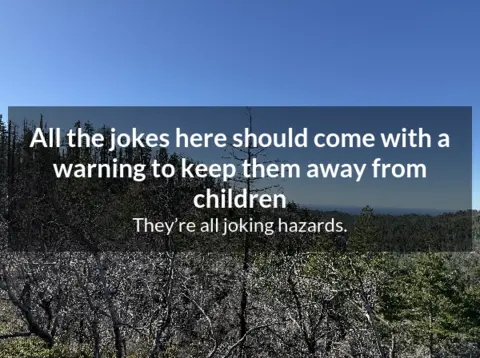 All the jokes here should come with a
warning to keep them away from
children
They're all joking hazards.